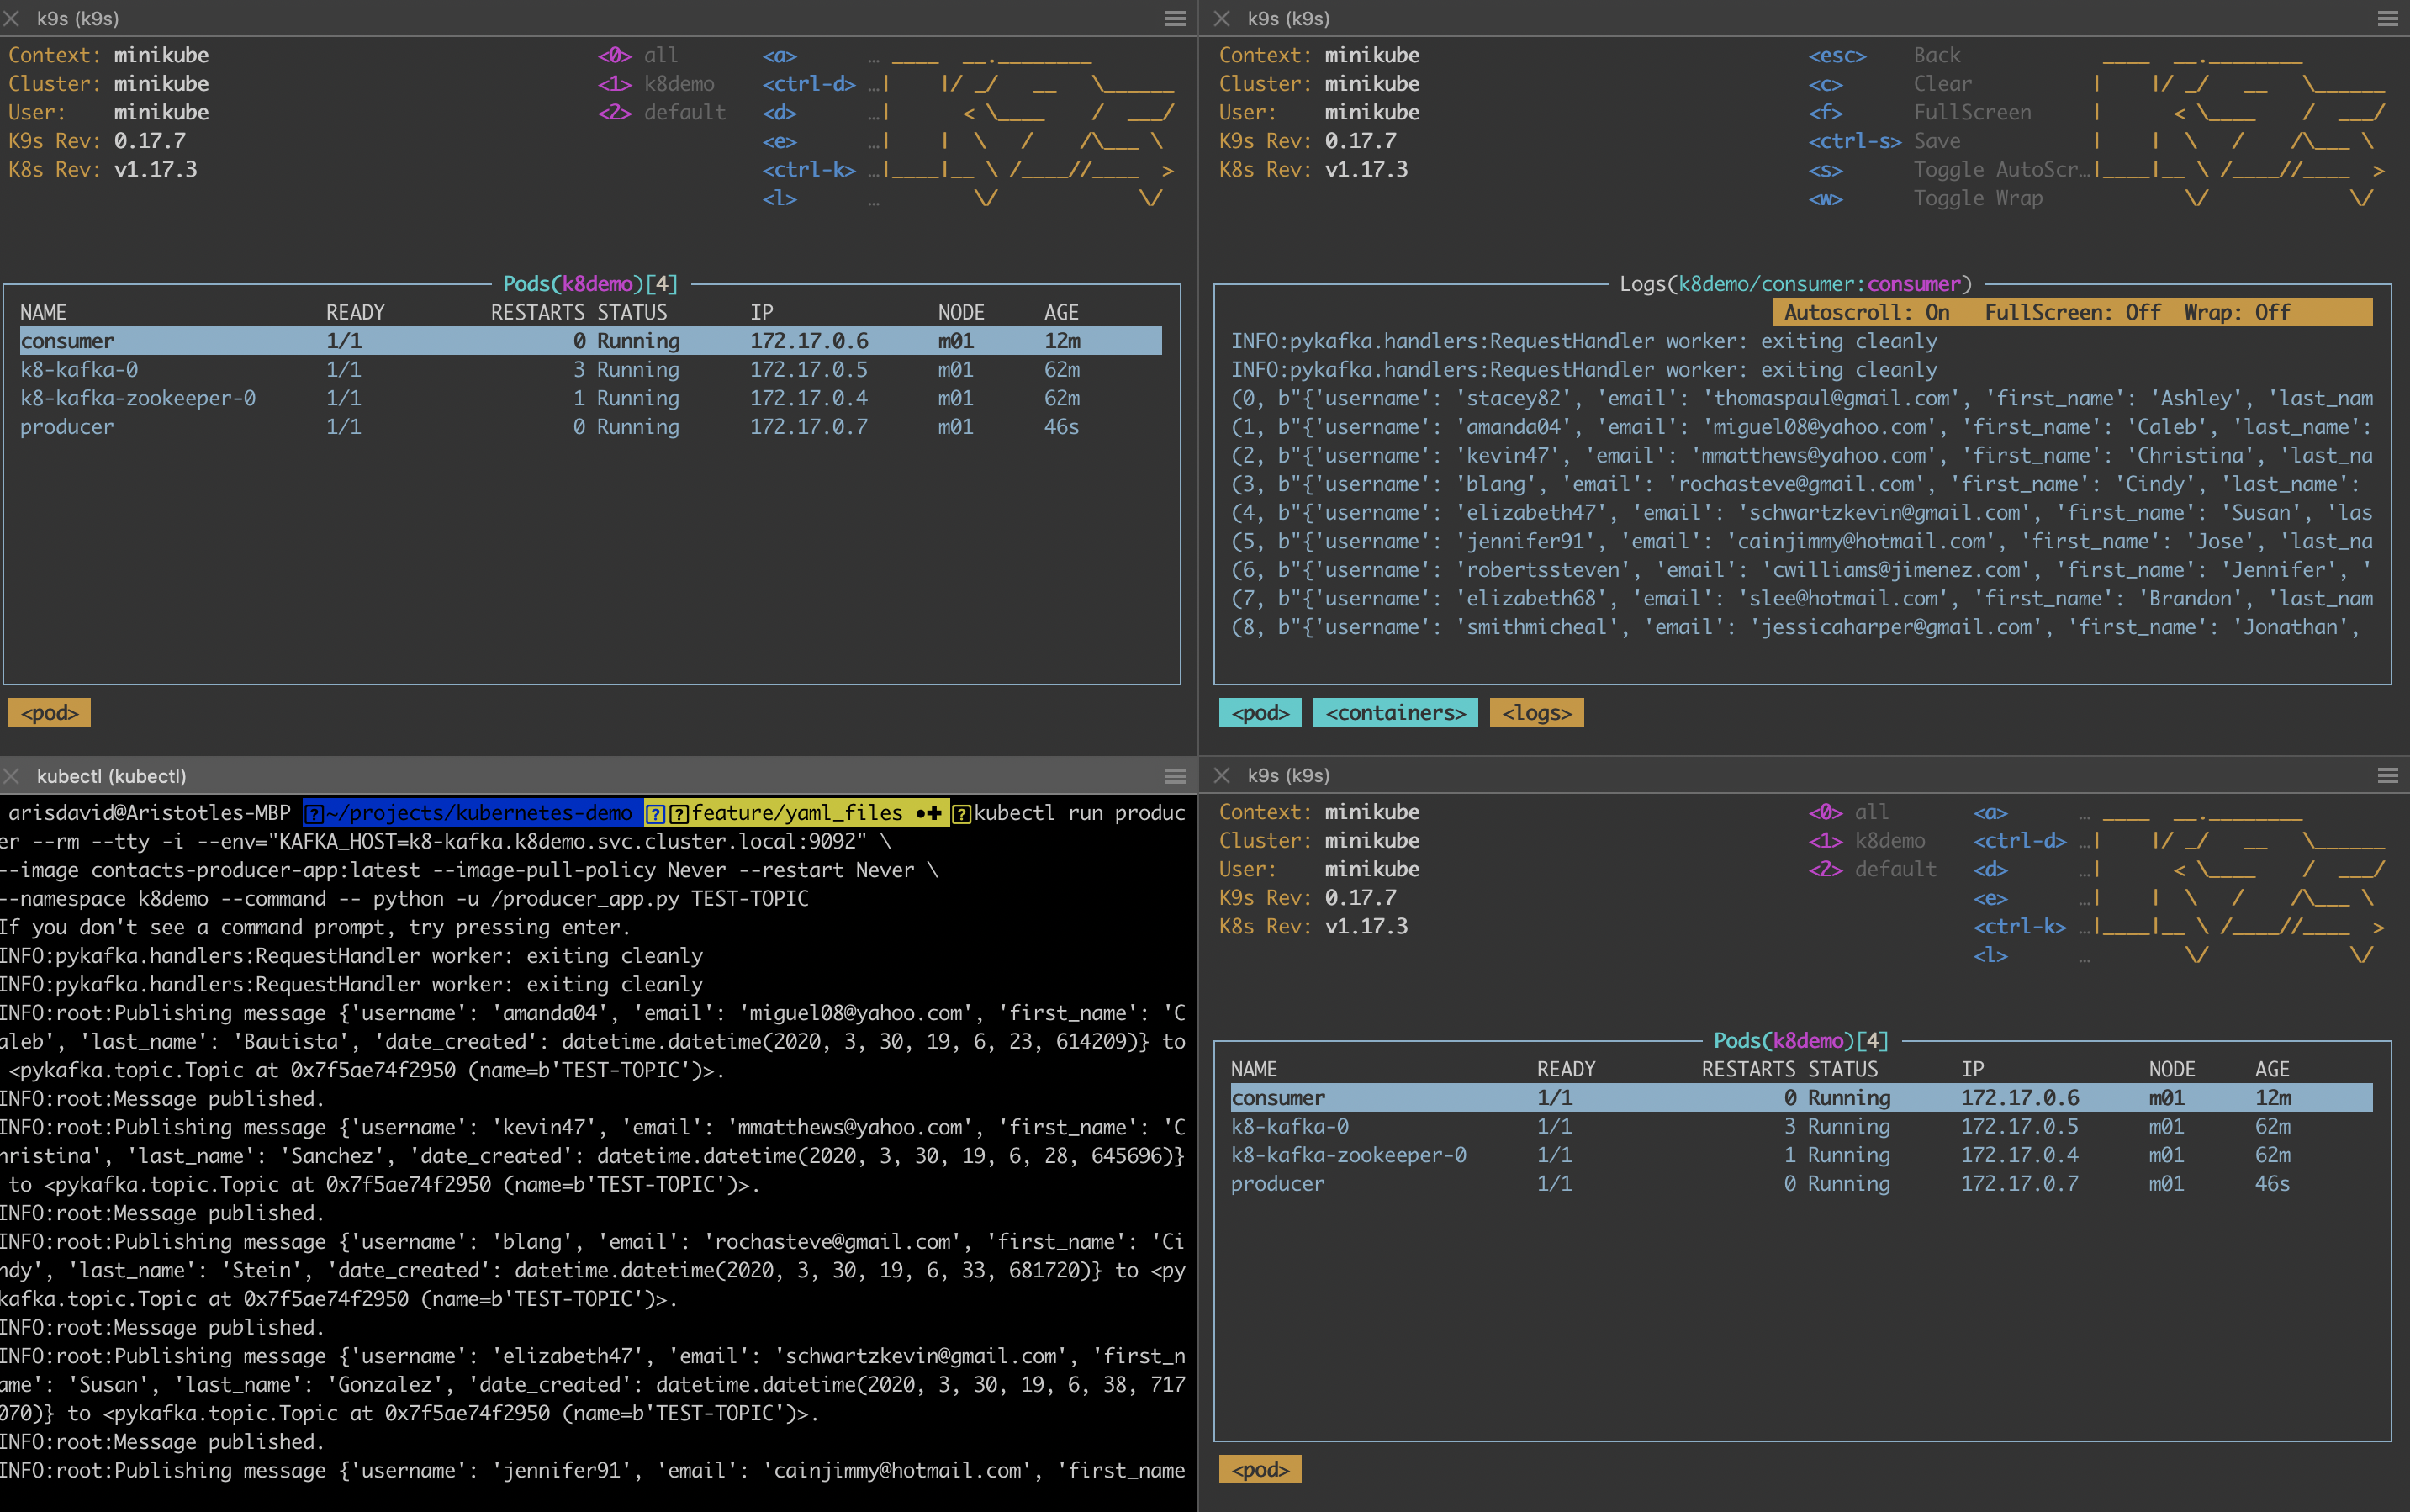 k9s (k9s)
Context: minikube <0> all <a> …
Cluster: minikube <1> k8demo <ctrl-d> …
User: minikube <2> default <d> …
K9s Rev: 0.17.7 <e> …
K8s Rev: v1.17.3 <ctrl-k> …
<l> …
Pods(k8demo)[4]
NAME READY RESTARTS STATUS IP NODE AGE
consumer 1/1 0 Running 172.17.0.6 m01 12m
k8-kafka-0 1/1 3 Running 172.17.0.5 m01 62m
k8-kafka-zookeeper-0 1/1 1 Running 172.17.0.4 m01 62m
producer 1/1 0 Running 172.17.0.7 m01 46s
<pod>
k9s (k9s)
Context: minikube <esc> Back
Cluster: minikube <c> Clear
User: minikube <f> FullScreen
K9s Rev: 0.17.7 <ctrl-s> Save
K8s Rev: v1.17.3 <s> Toggle AutoScr…
<w> Toggle Wrap
Logs(k8demo/consumer:consumer)
Autoscroll: On FullScreen: Off Wrap: Off
INFO:pykafka.handlers:RequestHandler worker: exiting cleanly
INFO:pykafka.handlers:RequestHandler worker: exiting cleanly
(0, b"{'username': 'stacey82', 'email': 'thomaspaul@gmail.com', 'first_name': 'Ashley', 'last_nam
(1, b"{'username': 'amanda04', 'email': 'miguel08@yahoo.com', 'first_name': 'Caleb', 'last_name':
(2, b"{'username': 'kevin47', 'email': 'mmatthews@yahoo.com', 'first_name': 'Christina', 'last_na
(3, b"{'username': 'blang', 'email': 'rochasteve@gmail.com', 'first_name': 'Cindy', 'last_name':
(4, b"{'username': 'elizabeth47', 'email': 'schwartzkevin@gmail.com', 'first_name': 'Susan', 'las
(5, b"{'username': 'jennifer91', 'email': 'cainjimmy@hotmail.com', 'first_name': 'Jose', 'last_na
(6, b"{'username': 'robertssteven', 'email': 'cwilliams@jimenez.com', 'first_name': 'Jennifer', '
(7, b"{'username': 'elizabeth68', 'email': 'slee@hotmail.com', 'first_name': 'Brandon', 'last_nam
(8, b"{'username': 'smithmicheal', 'email': 'jessicaharper@gmail.com', 'first_name': 'Jonathan',
<pod> <containers> <logs>
kubectl (kubectl)
arisdavid@Aristotles-MBP ~/projects/kubernetes-demo feature/yaml_files ●✚ kubectl run produc
er --rm --tty -i --env="KAFKA_HOST=k8-kafka.k8demo.svc.cluster.local:9092" \
--image contacts-producer-app:latest --image-pull-policy Never --restart Never \
--namespace k8demo --command -- python -u /producer_app.py TEST-TOPIC
If you don't see a command prompt, try pressing enter.
INFO:pykafka.handlers:RequestHandler worker: exiting cleanly
INFO:pykafka.handlers:RequestHandler worker: exiting cleanly
INFO:root:Publishing message {'username': 'amanda04', 'email': 'miguel08@yahoo.com', 'first_name': 'C
aleb', 'last_name': 'Bautista', 'date_created': datetime.datetime(2020, 3, 30, 19, 6, 23, 614209)} to
<pykafka.topic.Topic at 0x7f5ae74f2950 (name=b'TEST-TOPIC')>.
INFO:root:Message published.
INFO:root:Publishing message {'username': 'kevin47', 'email': 'mmatthews@yahoo.com', 'first_name': 'C
hristina', 'last_name': 'Sanchez', 'date_created': datetime.datetime(2020, 3, 30, 19, 6, 28, 645696)}
to <pykafka.topic.Topic at 0x7f5ae74f2950 (name=b'TEST-TOPIC')>.
INFO:root:Message published.
INFO:root:Publishing message {'username': 'blang', 'email': 'rochasteve@gmail.com', 'first_name': 'Ci
ndy', 'last_name': 'Stein', 'date_created': datetime.datetime(2020, 3, 30, 19, 6, 33, 681720)} to <py
kafka.topic.Topic at 0x7f5ae74f2950 (name=b'TEST-TOPIC')>.
INFO:root:Message published.
INFO:root:Publishing message {'username': 'elizabeth47', 'email': 'schwartzkevin@gmail.com', 'first_n
ame': 'Susan', 'last_name': 'Gonzalez', 'date_created': datetime.datetime(2020, 3, 30, 19, 6, 38, 717
070)} to <pykafka.topic.Topic at 0x7f5ae74f2950 (name=b'TEST-TOPIC')>.
INFO:root:Message published.
INFO:root:Publishing message {'username': 'jennifer91', 'email': 'cainjimmy@hotmail.com', 'first_name
k9s (k9s)
Context: minikube <0> all <a> …
Cluster: minikube <1> k8demo <ctrl-d> …
User: minikube <2> default <d> …
K9s Rev: 0.17.7 <e> …
K8s Rev: v1.17.3 <ctrl-k> …
<l> …
Pods(k8demo)[4]
NAME READY RESTARTS STATUS IP NODE AGE
consumer 1/1 0 Running 172.17.0.6 m01 12m
k8-kafka-0 1/1 3 Running 172.17.0.5 m01 62m
k8-kafka-zookeeper-0 1/1 1 Running 172.17.0.4 m01 62m
producer 1/1 0 Running 172.17.0.7 m01 46s
<pod>